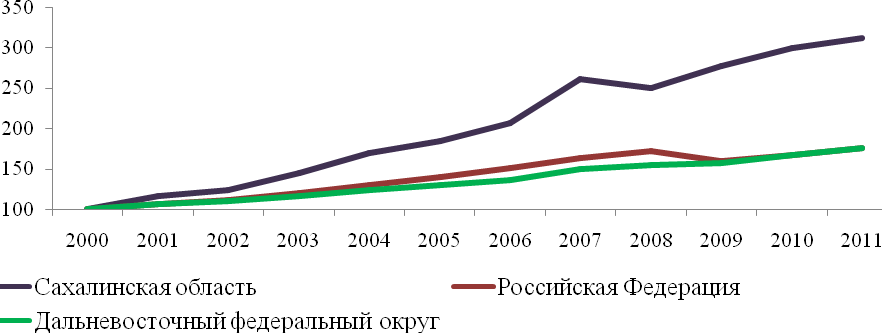 350
300
250
200
150
100
2000 2001 2002 2003 2004 2005 2006 2007 2008 2009 2010 2011
Сахалинская область Российская Федерация
Дальневосточный федеральный округ